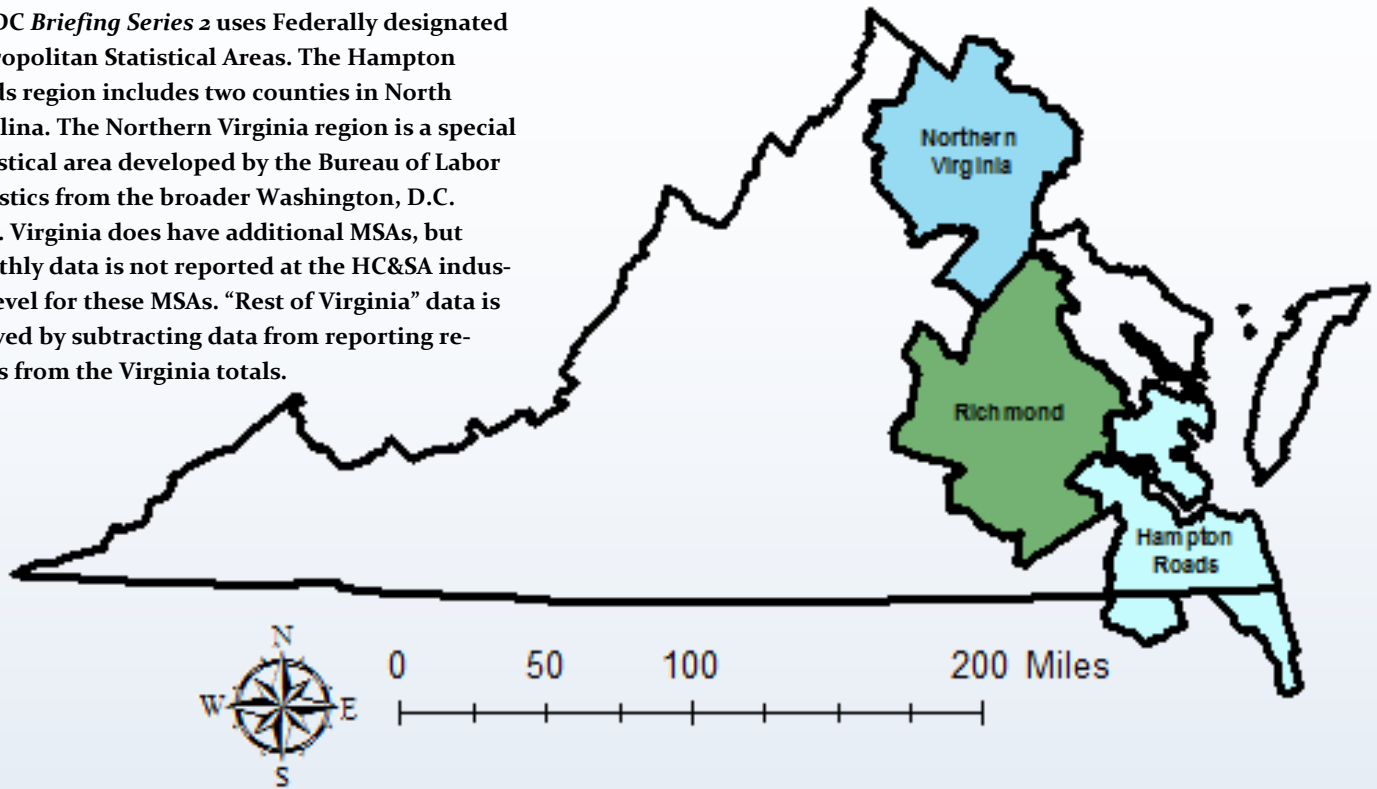 DC Briefing Series 2 uses Federally designated
ropolitan Statistical Areas. The Hampton
ds region includes two counties in North
lina. The Northern Virginia region is a special
stical area developed by the Bureau of Labor
stics from the broader Washington, D.C.
. Virginia does have additional MSAs, but
thly data is not reported at the HC&SA indus-
evel for these MSAs. “Rest of Virginia” data is
ved by subtracting data from reporting re-
s from the Virginia totals.
Northern
Virginia
Richmond
Hampton
Roads
N
W E
S
0 50 100 200 Miles